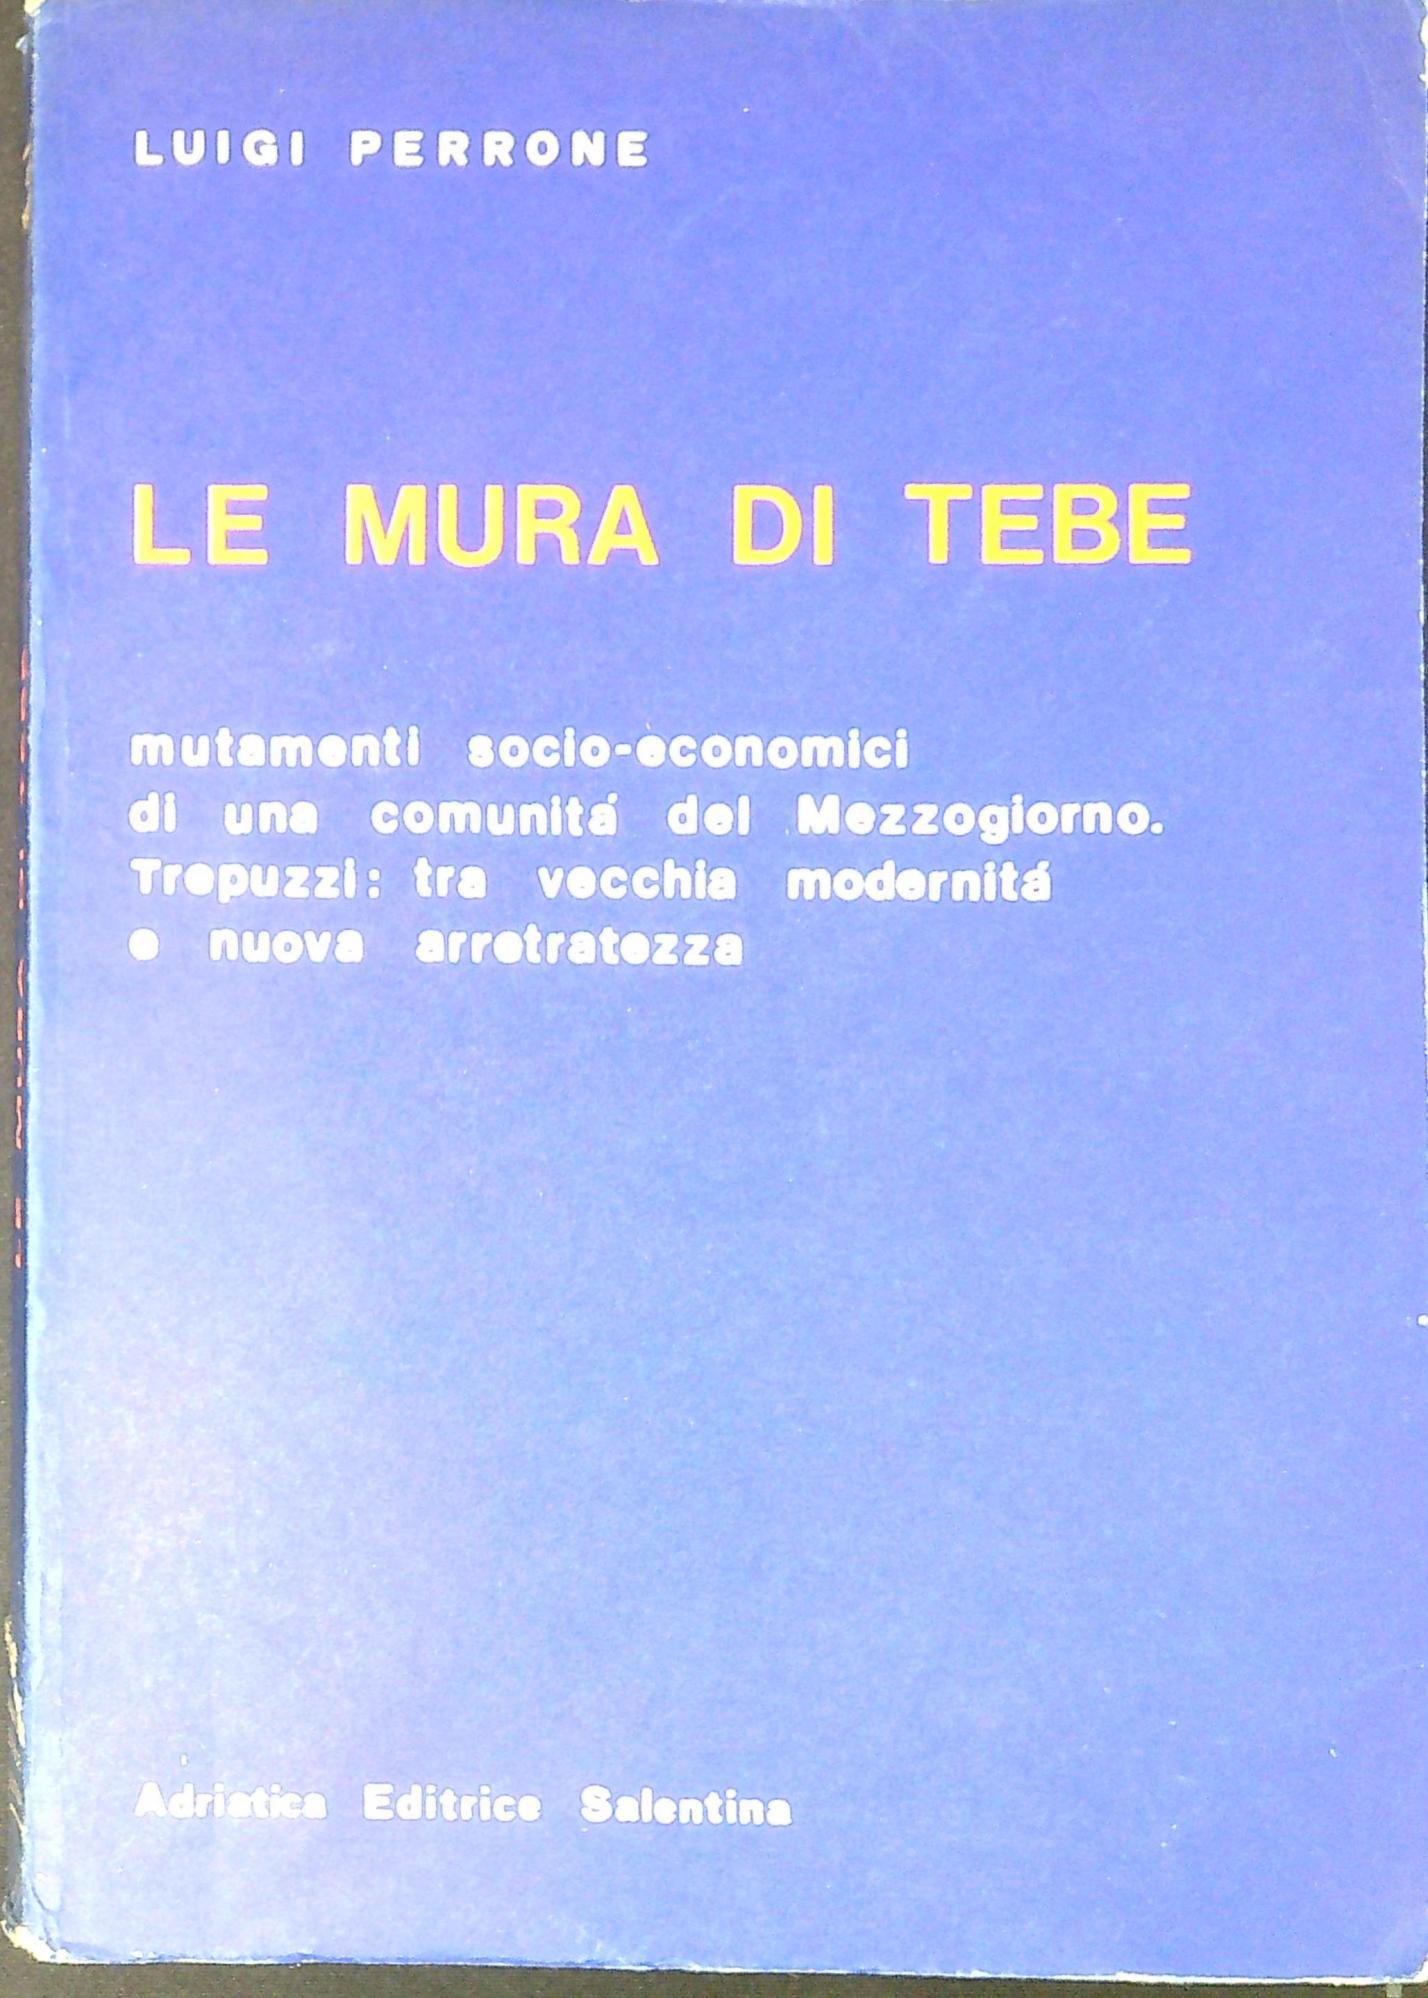 LUIGI PERRONE
LE MURA DI TEBE
mutamenti socio-economici
di una comunitá del Mezzogiorno.
Trepuzzi: tra vecchia modernitá
e nuova arretratezza
Adriatica Editrice Salentina